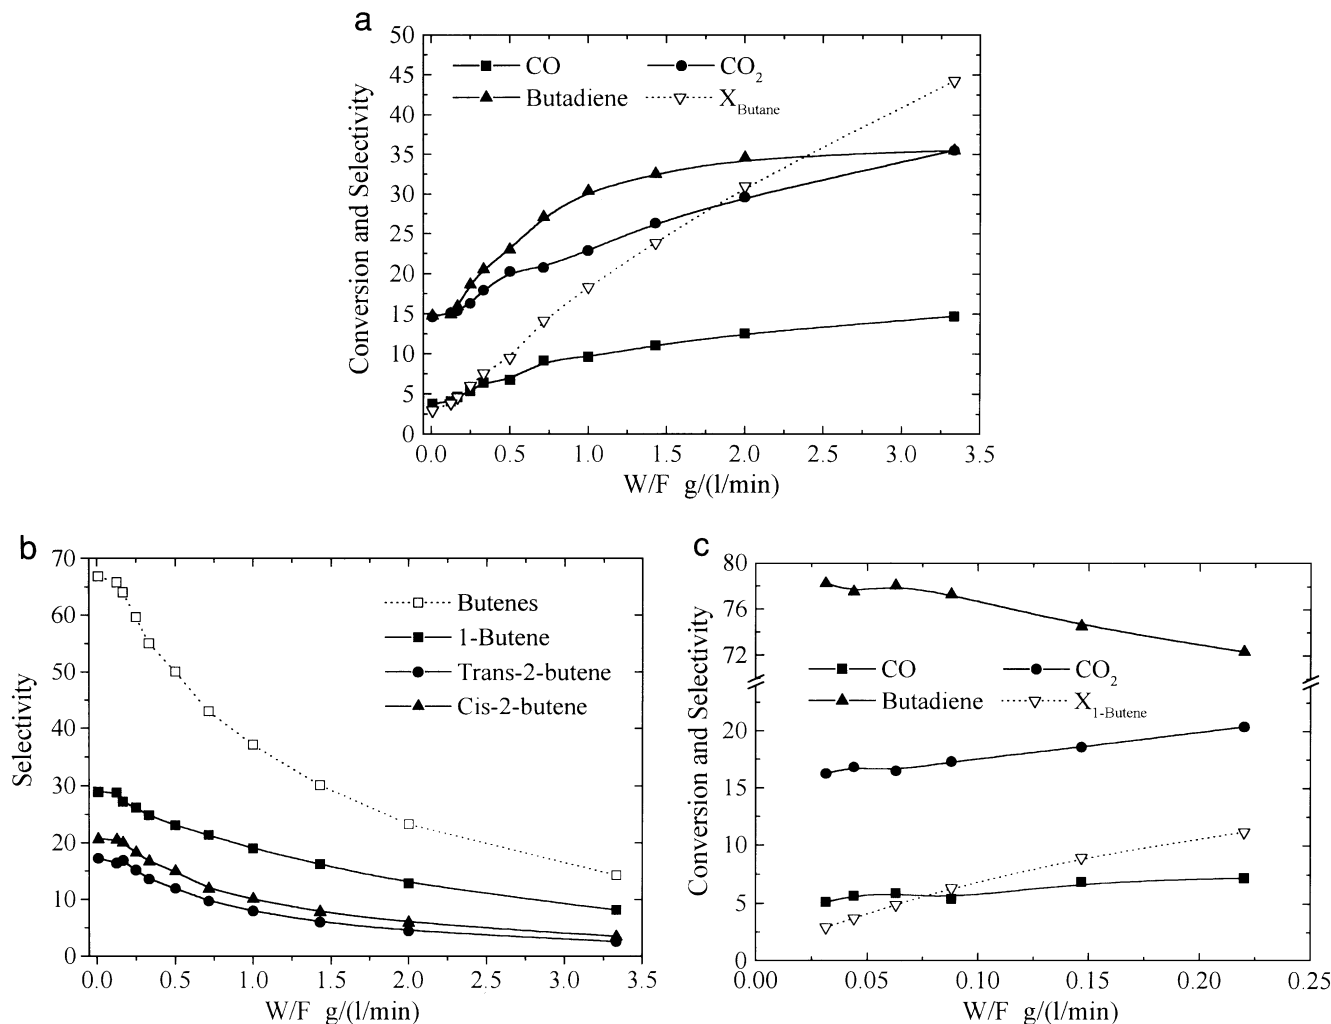 a
50
45
40
35
30
25
20
15
10
5
0
Conversion and Selectivity
CO
CO2
Butadiene
XButane
0.0 0.5 1.0 1.5 2.0 2.5 3.0 3.5
W/F g/(l/min)
b
70
60
50
40
30
20
10
0
Selectivity
Butenes
1-Butene
Trans-2-butene
Cis-2-butene
0.0 0.5 1.0 1.5 2.0 2.5 3.0 3.5
W/F g/(l/min)
c
80
76
72
20
15
10
5
0
Conversion and Selectivity
CO
CO2
Butadiene
X1-Butene
0.00 0.05 0.10 0.15 0.20 0.25
W/F g/(l/min)